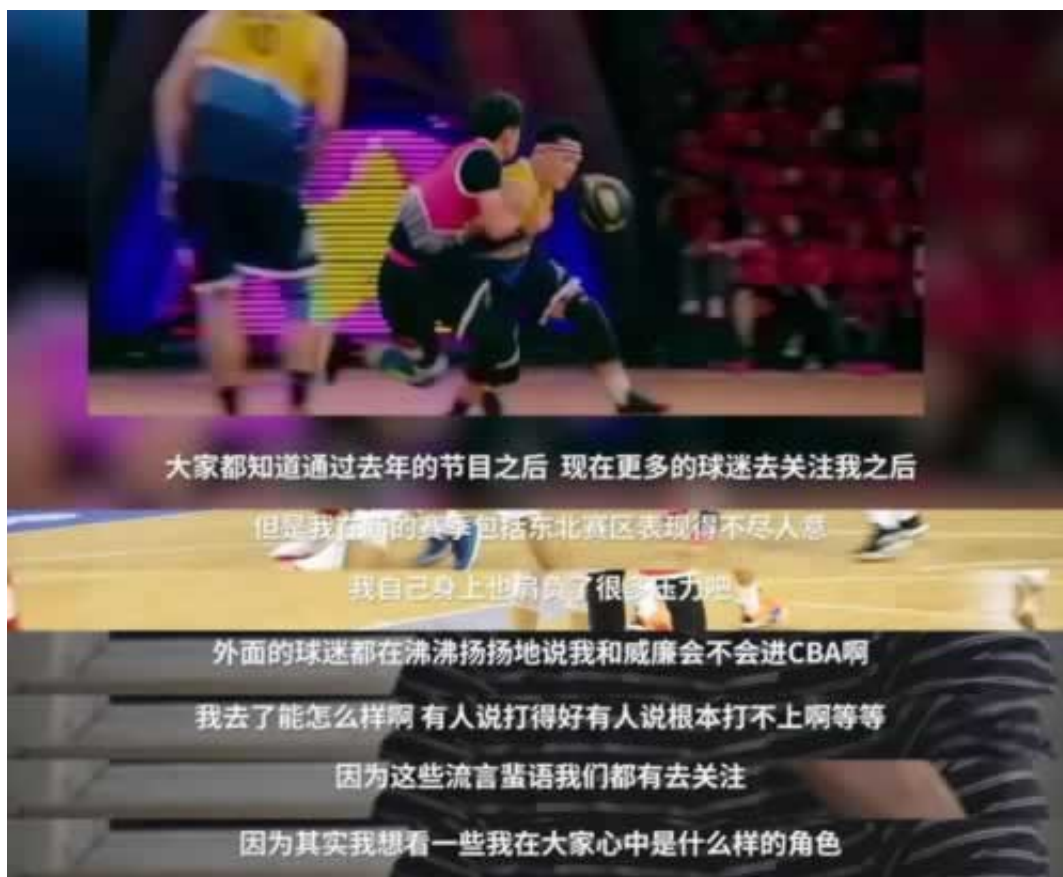 大家都知道通过去年的节目之后 现在更多的球迷去关注我之后
但是我在新的赛季包括东北赛区表现得不尽人意
我自己身上也肩负了很多压力吧
外面的球迷都在沸沸扬扬地说我和威廉会不会进CBA啊
我去了能怎么样啊 有人说打得好有人说根本打不上啊等等
因为这些流言蜚语我们都有去关注
因为其实我想看一些我在大家心中是什么样的角色